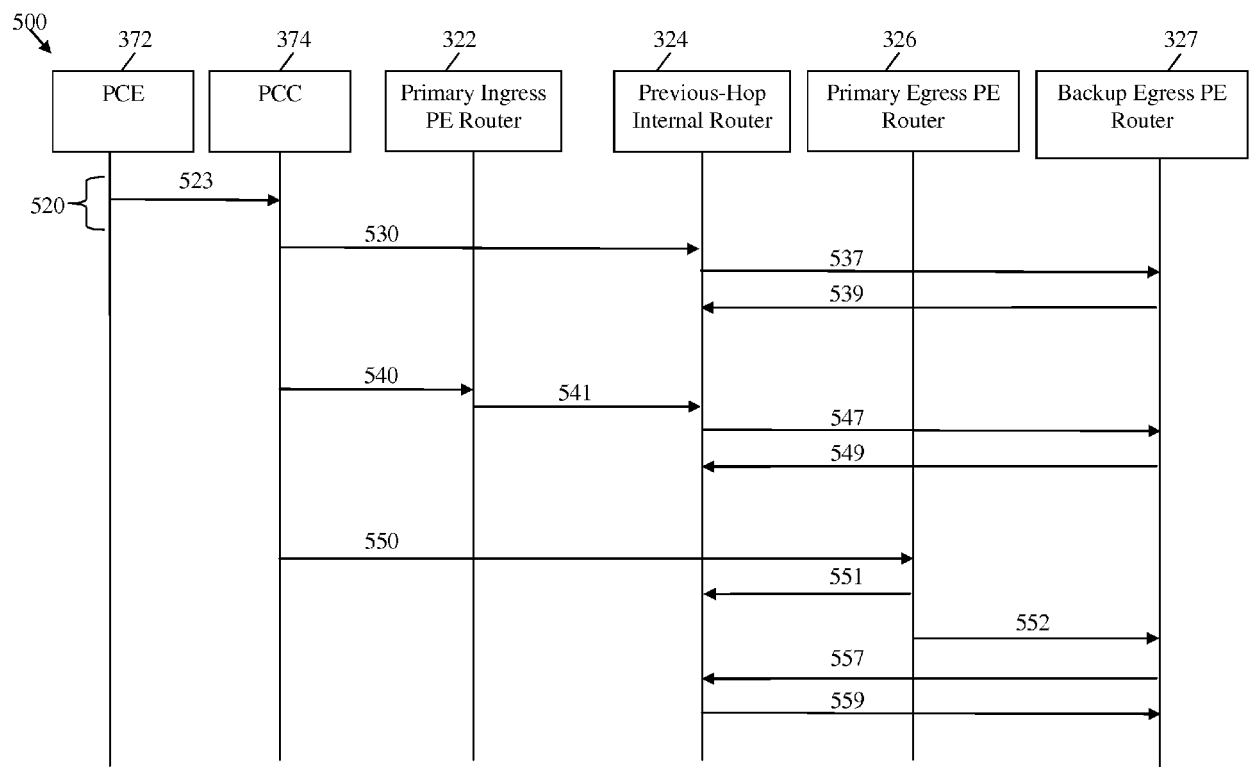 500
372
374
322
324
326
327
PCE
PCC
Primary Ingress
PE Router
Previous-Hop
Internal Router
Primary Egress PE
Router
Backup Egress PE
Router
523
520
530
537
539
540
541
547
549
550
551
552
557
559